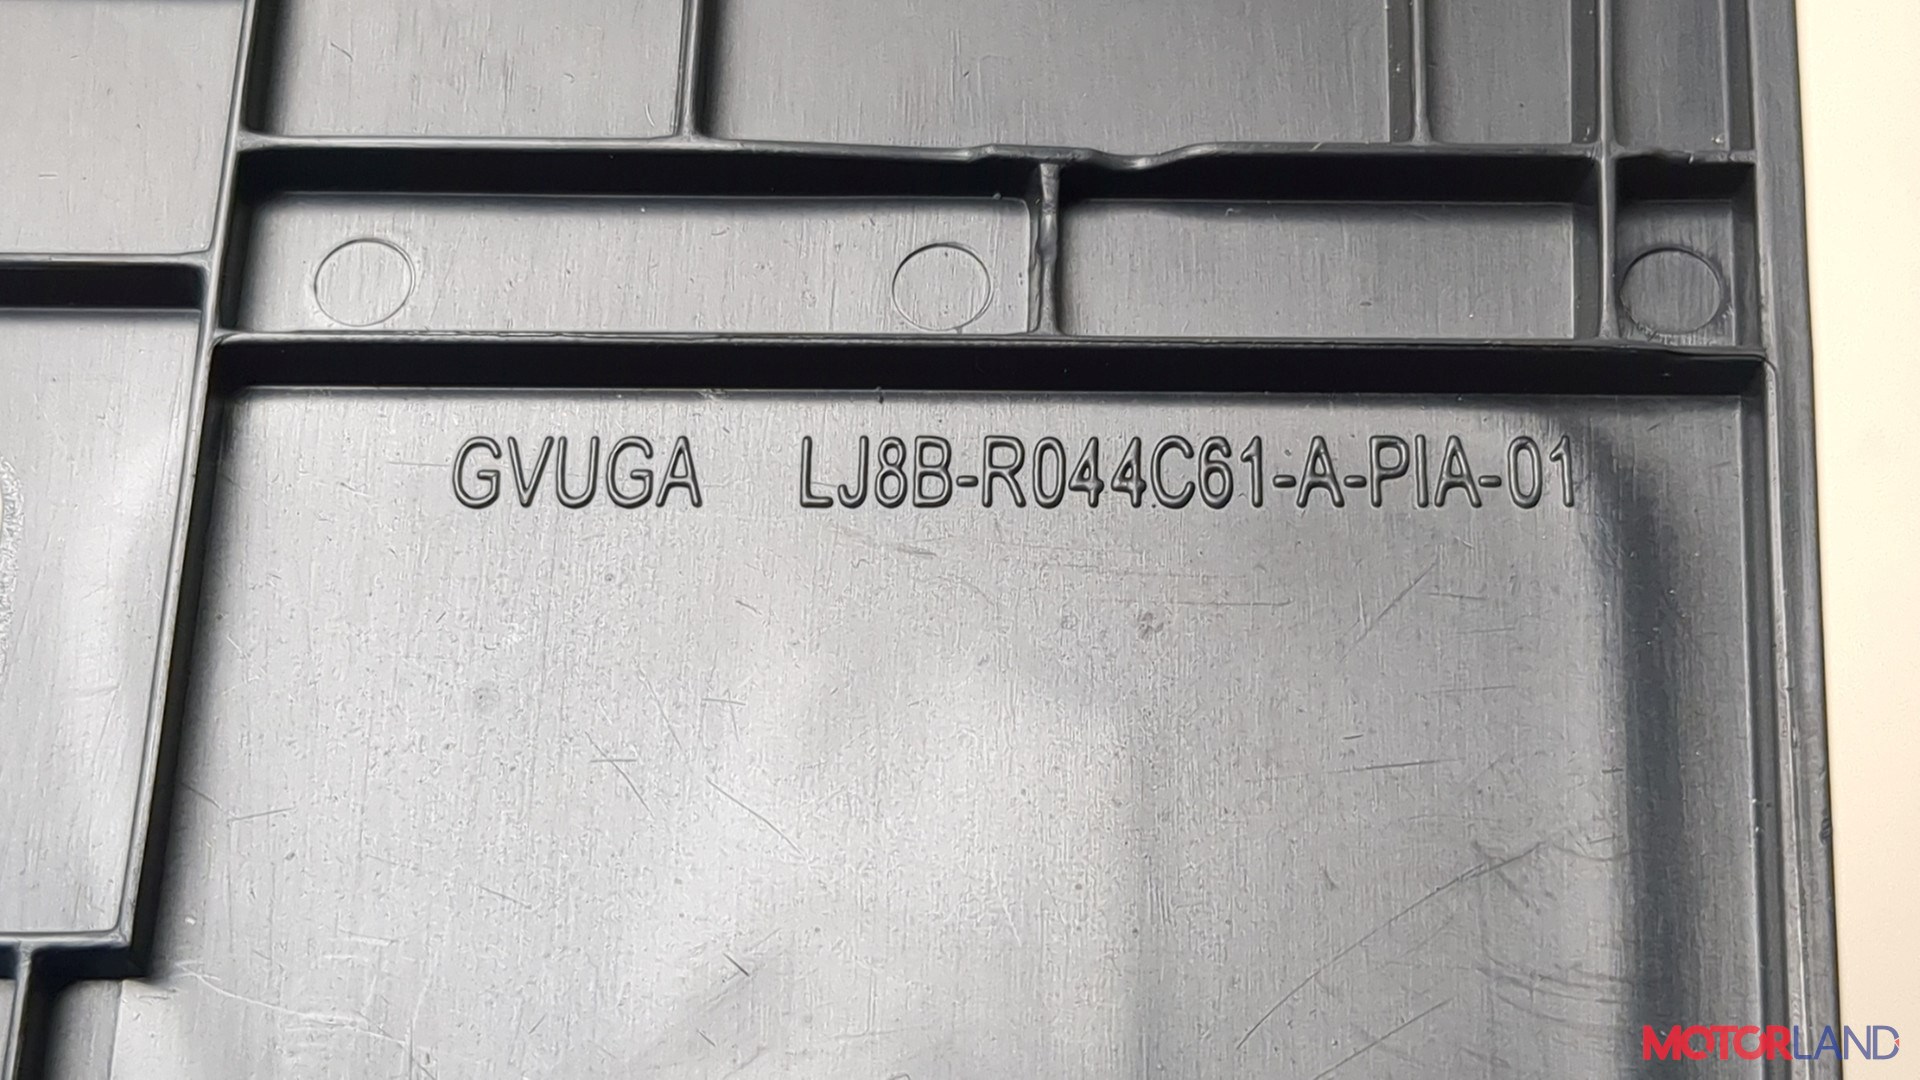 GVUGA LJ8B-R044C61-A-PIA-01
MOTORLAND